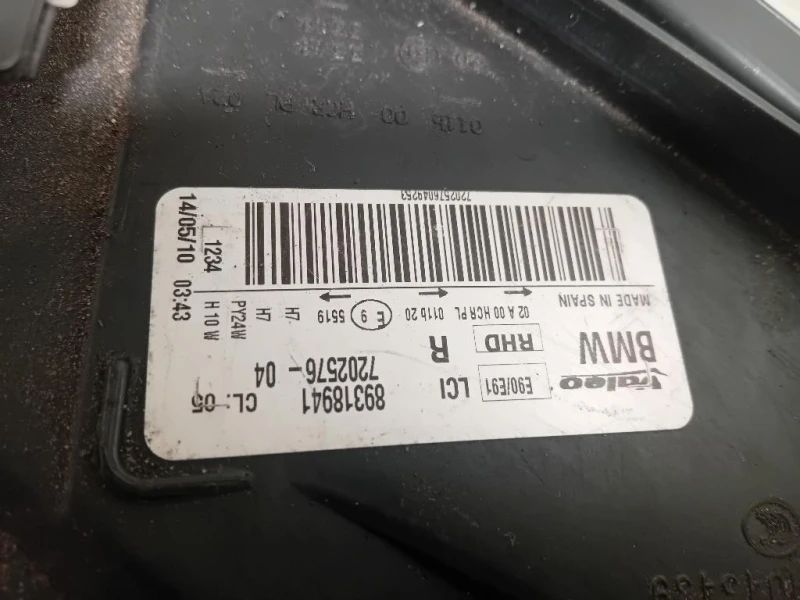 Valeo
E90/E91
LCI
89318941
7202576-04
CL: 05
BMW
RHD
R
MADE IN SPAIN
02 A 00 HCR PL
011b 20
E 9
5519
H7
H7
PY24W
H 10 W
7202576049253
1234
14/05/10 03:43